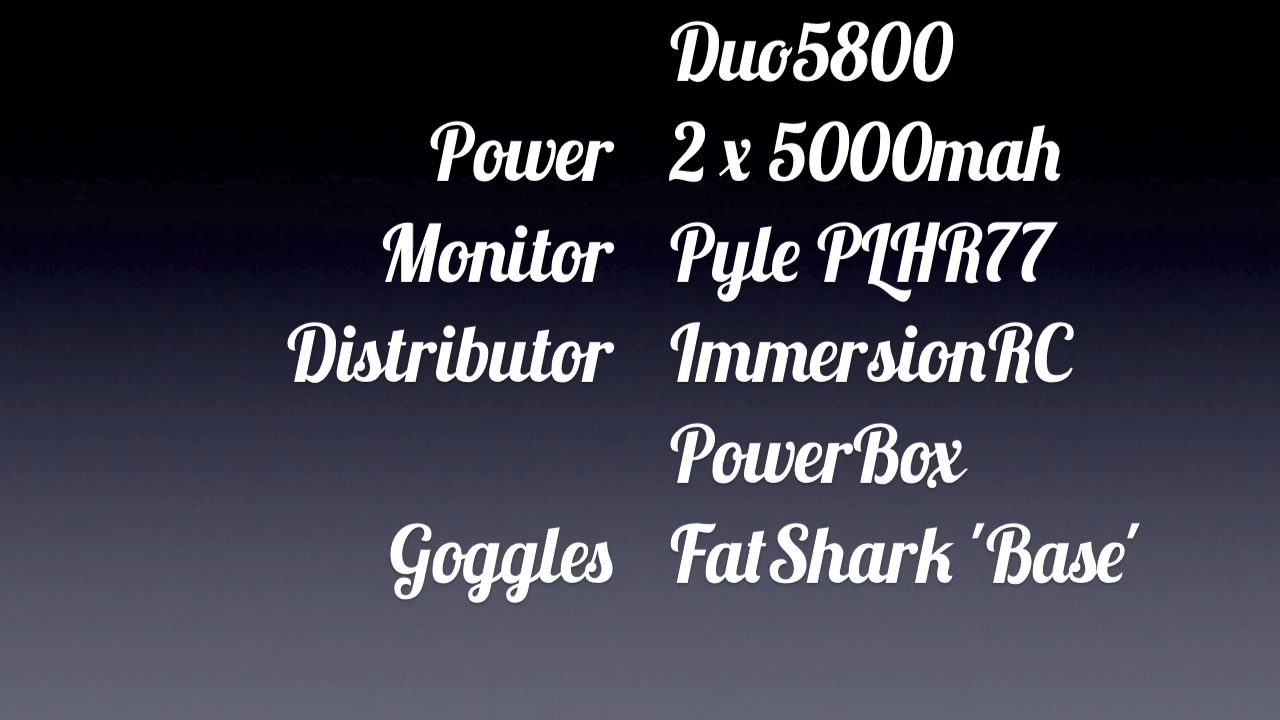 Duo5800
Power 2 x 5000mah
Monitor Pyle PLHR77
Distributor ImmersionRC
PowerBox
Goggles FatShark 'Base'